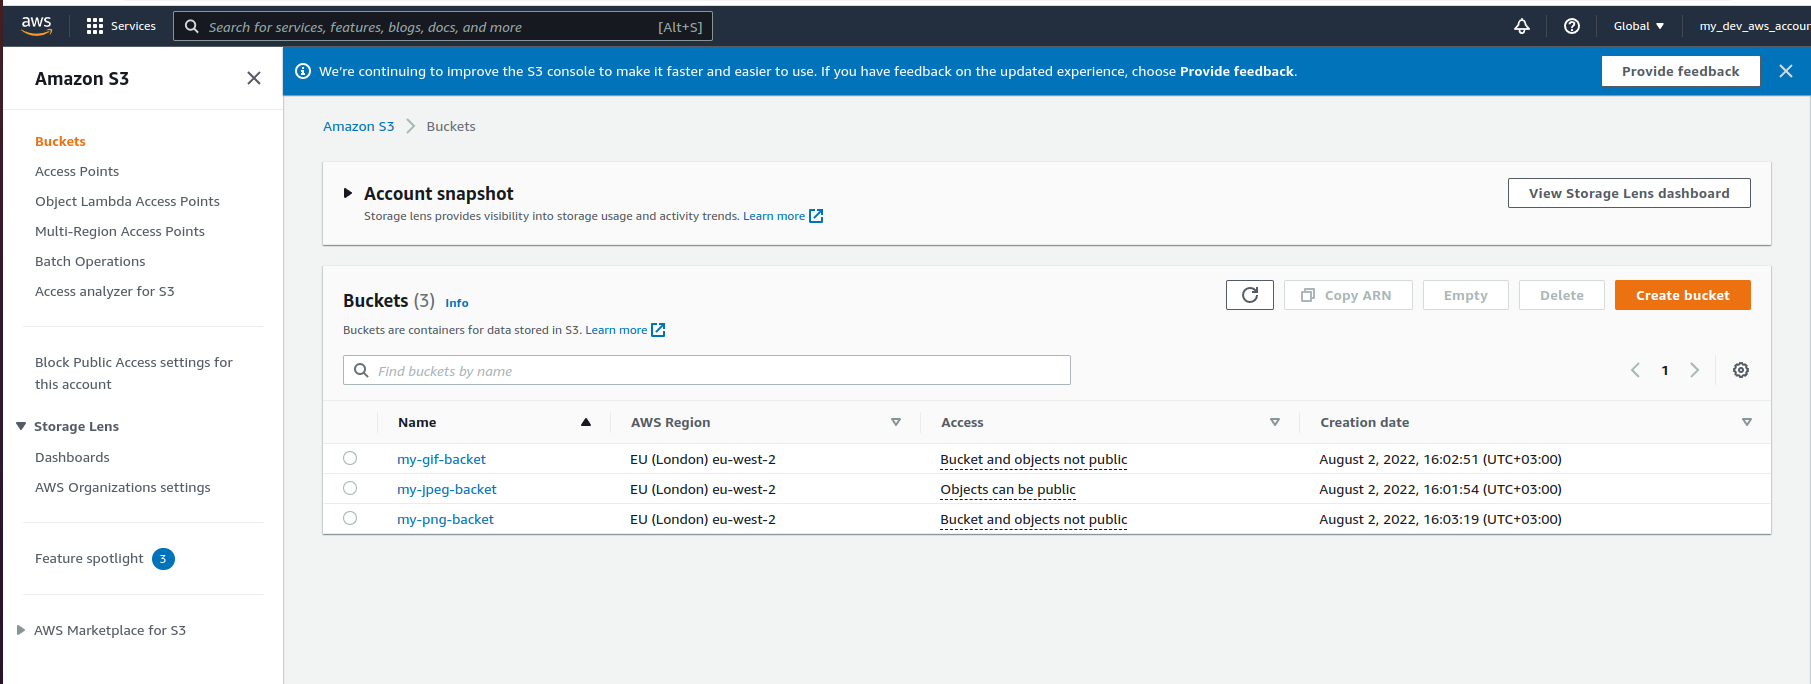 aws Services Search for services, features, blogs, docs, and more [Alt+S] Global my_dev_aws_accoun
Amazon S3
We're continuing to improve the S3 console to make it faster and easier to use. If you have feedback on the updated experience, choose Provide feedback. Provide feedback
Buckets
Access Points
Object Lambda Access Points
Multi-Region Access Points
Batch Operations
Access analyzer for S3
Block Public Access settings for
this account
Storage Lens
Dashboards
AWS Organizations settings
Feature spotlight 3
AWS Marketplace for S3
Amazon S3 Buckets
Account snapshot View Storage Lens dashboard
Storage lens provides visibility into storage usage and activity trends. Learn more
Buckets (3) Info Copy ARN Empty Delete Create bucket
Buckets are containers for data stored in S3. Learn more
Find buckets by name 1
Name AWS Region Access Creation date
my-gif-backet EU (London) eu-west-2 Bucket and objects not public August 2, 2022, 16:02:51 (UTC+03:00)
my-jpeg-backet EU (London) eu-west-2 Objects can be public August 2, 2022, 16:01:54 (UTC+03:00)
my-png-backet EU (London) eu-west-2 Bucket and objects not public August 2, 2022, 16:03:19 (UTC+03:00)